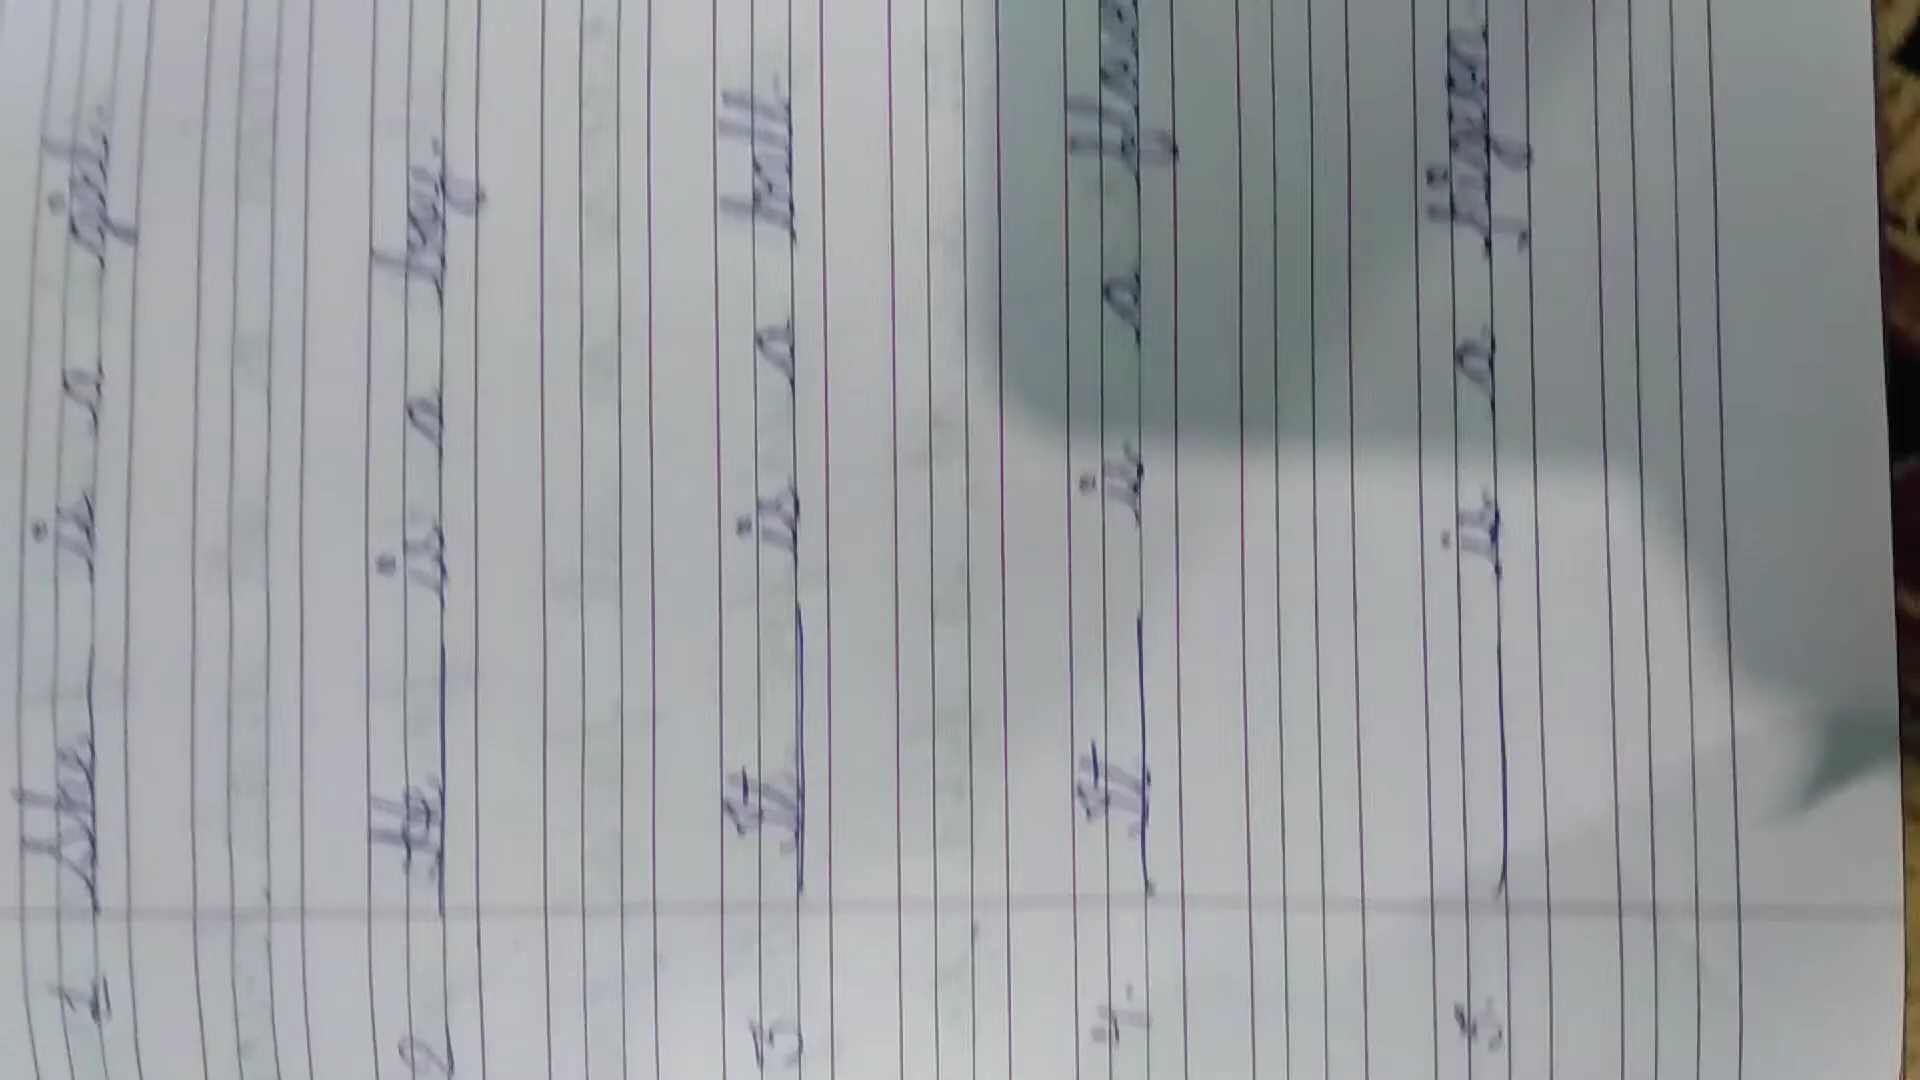 1 She is a girl.
2 He is a boy.
3 It is a ball.
4. It is a
5. is a